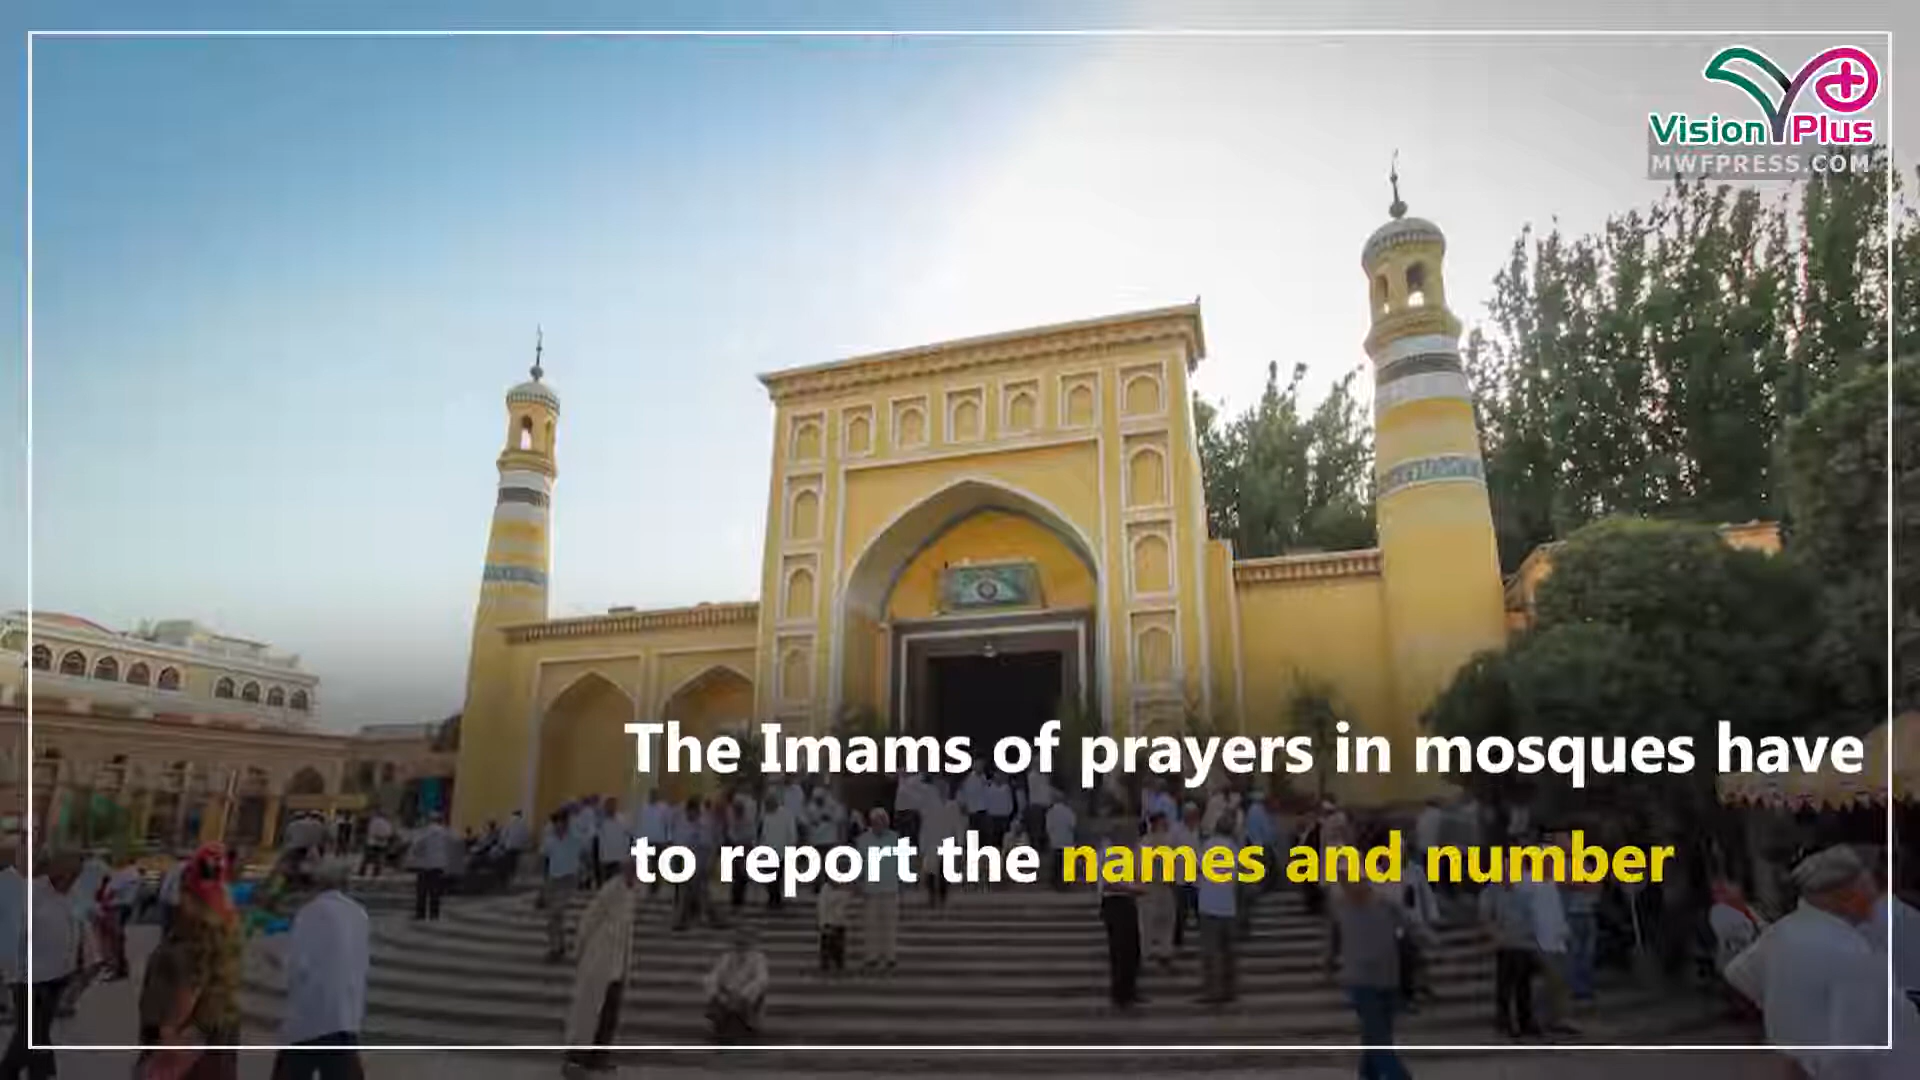 Vision Plus
MWFPRESS.COM
The Imams of prayers in mosques have
to report the names and number